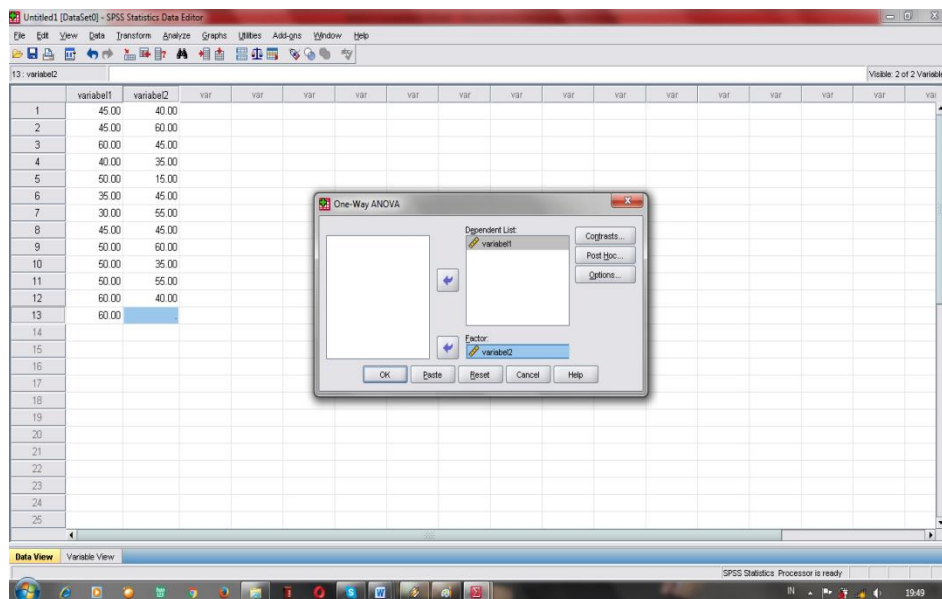 Untitled1 [DataSet0] - SPSS Statistics Data Editor
File Edit View Data Transform Analyze Graphs Utilities Add-ons Window Help
13 : variabel2
Visible: 2 of 2 Variable
variabel1 variabel2 var var var var var var var var var var var var var var
1 45.00 40.00
2 45.00 60.00
3 60.00 45.00
4 40.00 35.00
5 50.00 15.00
6 35.00 45.00
7 30.00 55.00
8 45.00 45.00
9 50.00 60.00
10 50.00 35.00
11 50.00 55.00
12 60.00 40.00
13 60.00 .
14
15
16
17
18
19
20
21
22
23
24
25
One-Way ANOVA
Dependent List:
variabel1
Contrasts...
Post Hoc...
Options...
Factor:
variabel2
OK Paste Reset Cancel Help
Data View Variable View
SPSS Statistics Processor is ready
IN 19:49